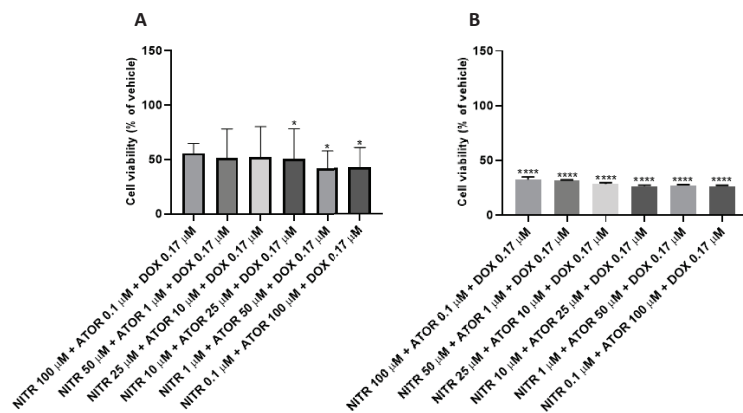 A
Cell viability (% of vehicle)
150
100
50
0
*
*
*
NITR 100 μM + ATOR 0.1 μM + DOX 0.17 μM
NITR 50 μM + ATOR 1 μM + DOX 0.17 μM
NITR 25 μM + ATOR 10 μM + DOX 0.17 μM
NITR 10 μM + ATOR 25 μM + DOX 0.17 μM
NITR 1 μM + ATOR 50 μM + DOX 0.17 μM
NITR 0.1 μM + ATOR 100 μM + DOX 0.17 μM
B
Cell viability (% of vehicle)
150
100
50
0
****
****
****
****
****
****
NITR 100 μM + ATOR 0.1 μM + DOX 0.17 μM
NITR 50 μM + ATOR 1 μM + DOX 0.17 μM
NITR 25 μM + ATOR 10 μM + DOX 0.17 μM
NITR 10 μM + ATOR 25 μM + DOX 0.17 μM
NITR 1 μM + ATOR 50 μM + DOX 0.17 μM
NITR 0.1 μM + ATOR 100 μM + DOX 0.17 μM